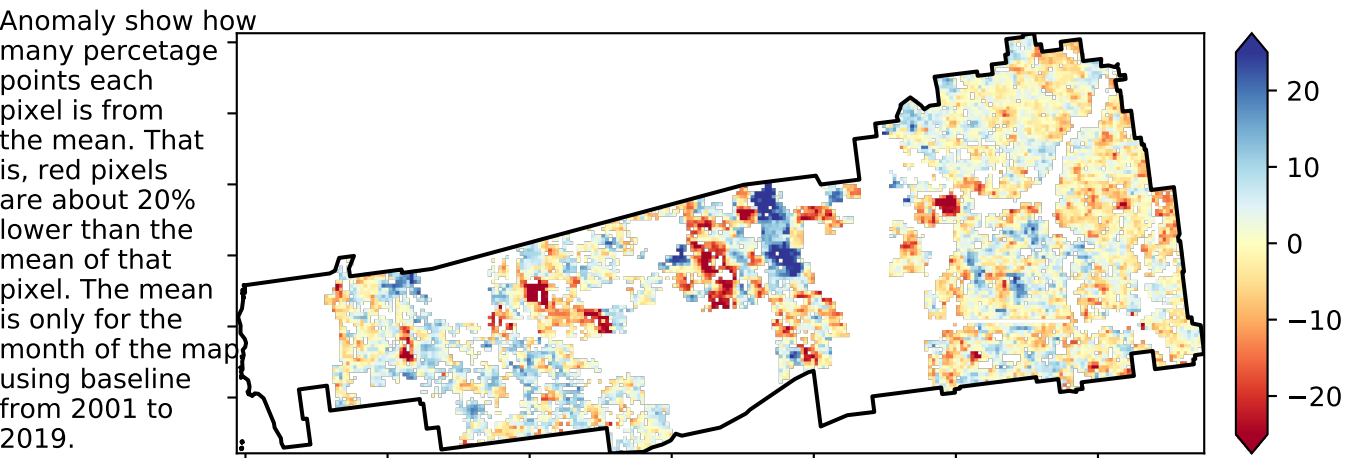 Anomaly show how
many percetage
points each
pixel is from
the mean. That
is, red pixels
are about 20%
lower than the
mean of that
pixel. The mean
is only for the
month of the map
using baseline
from 2001 to
2019.
20
10
0
−10
−20